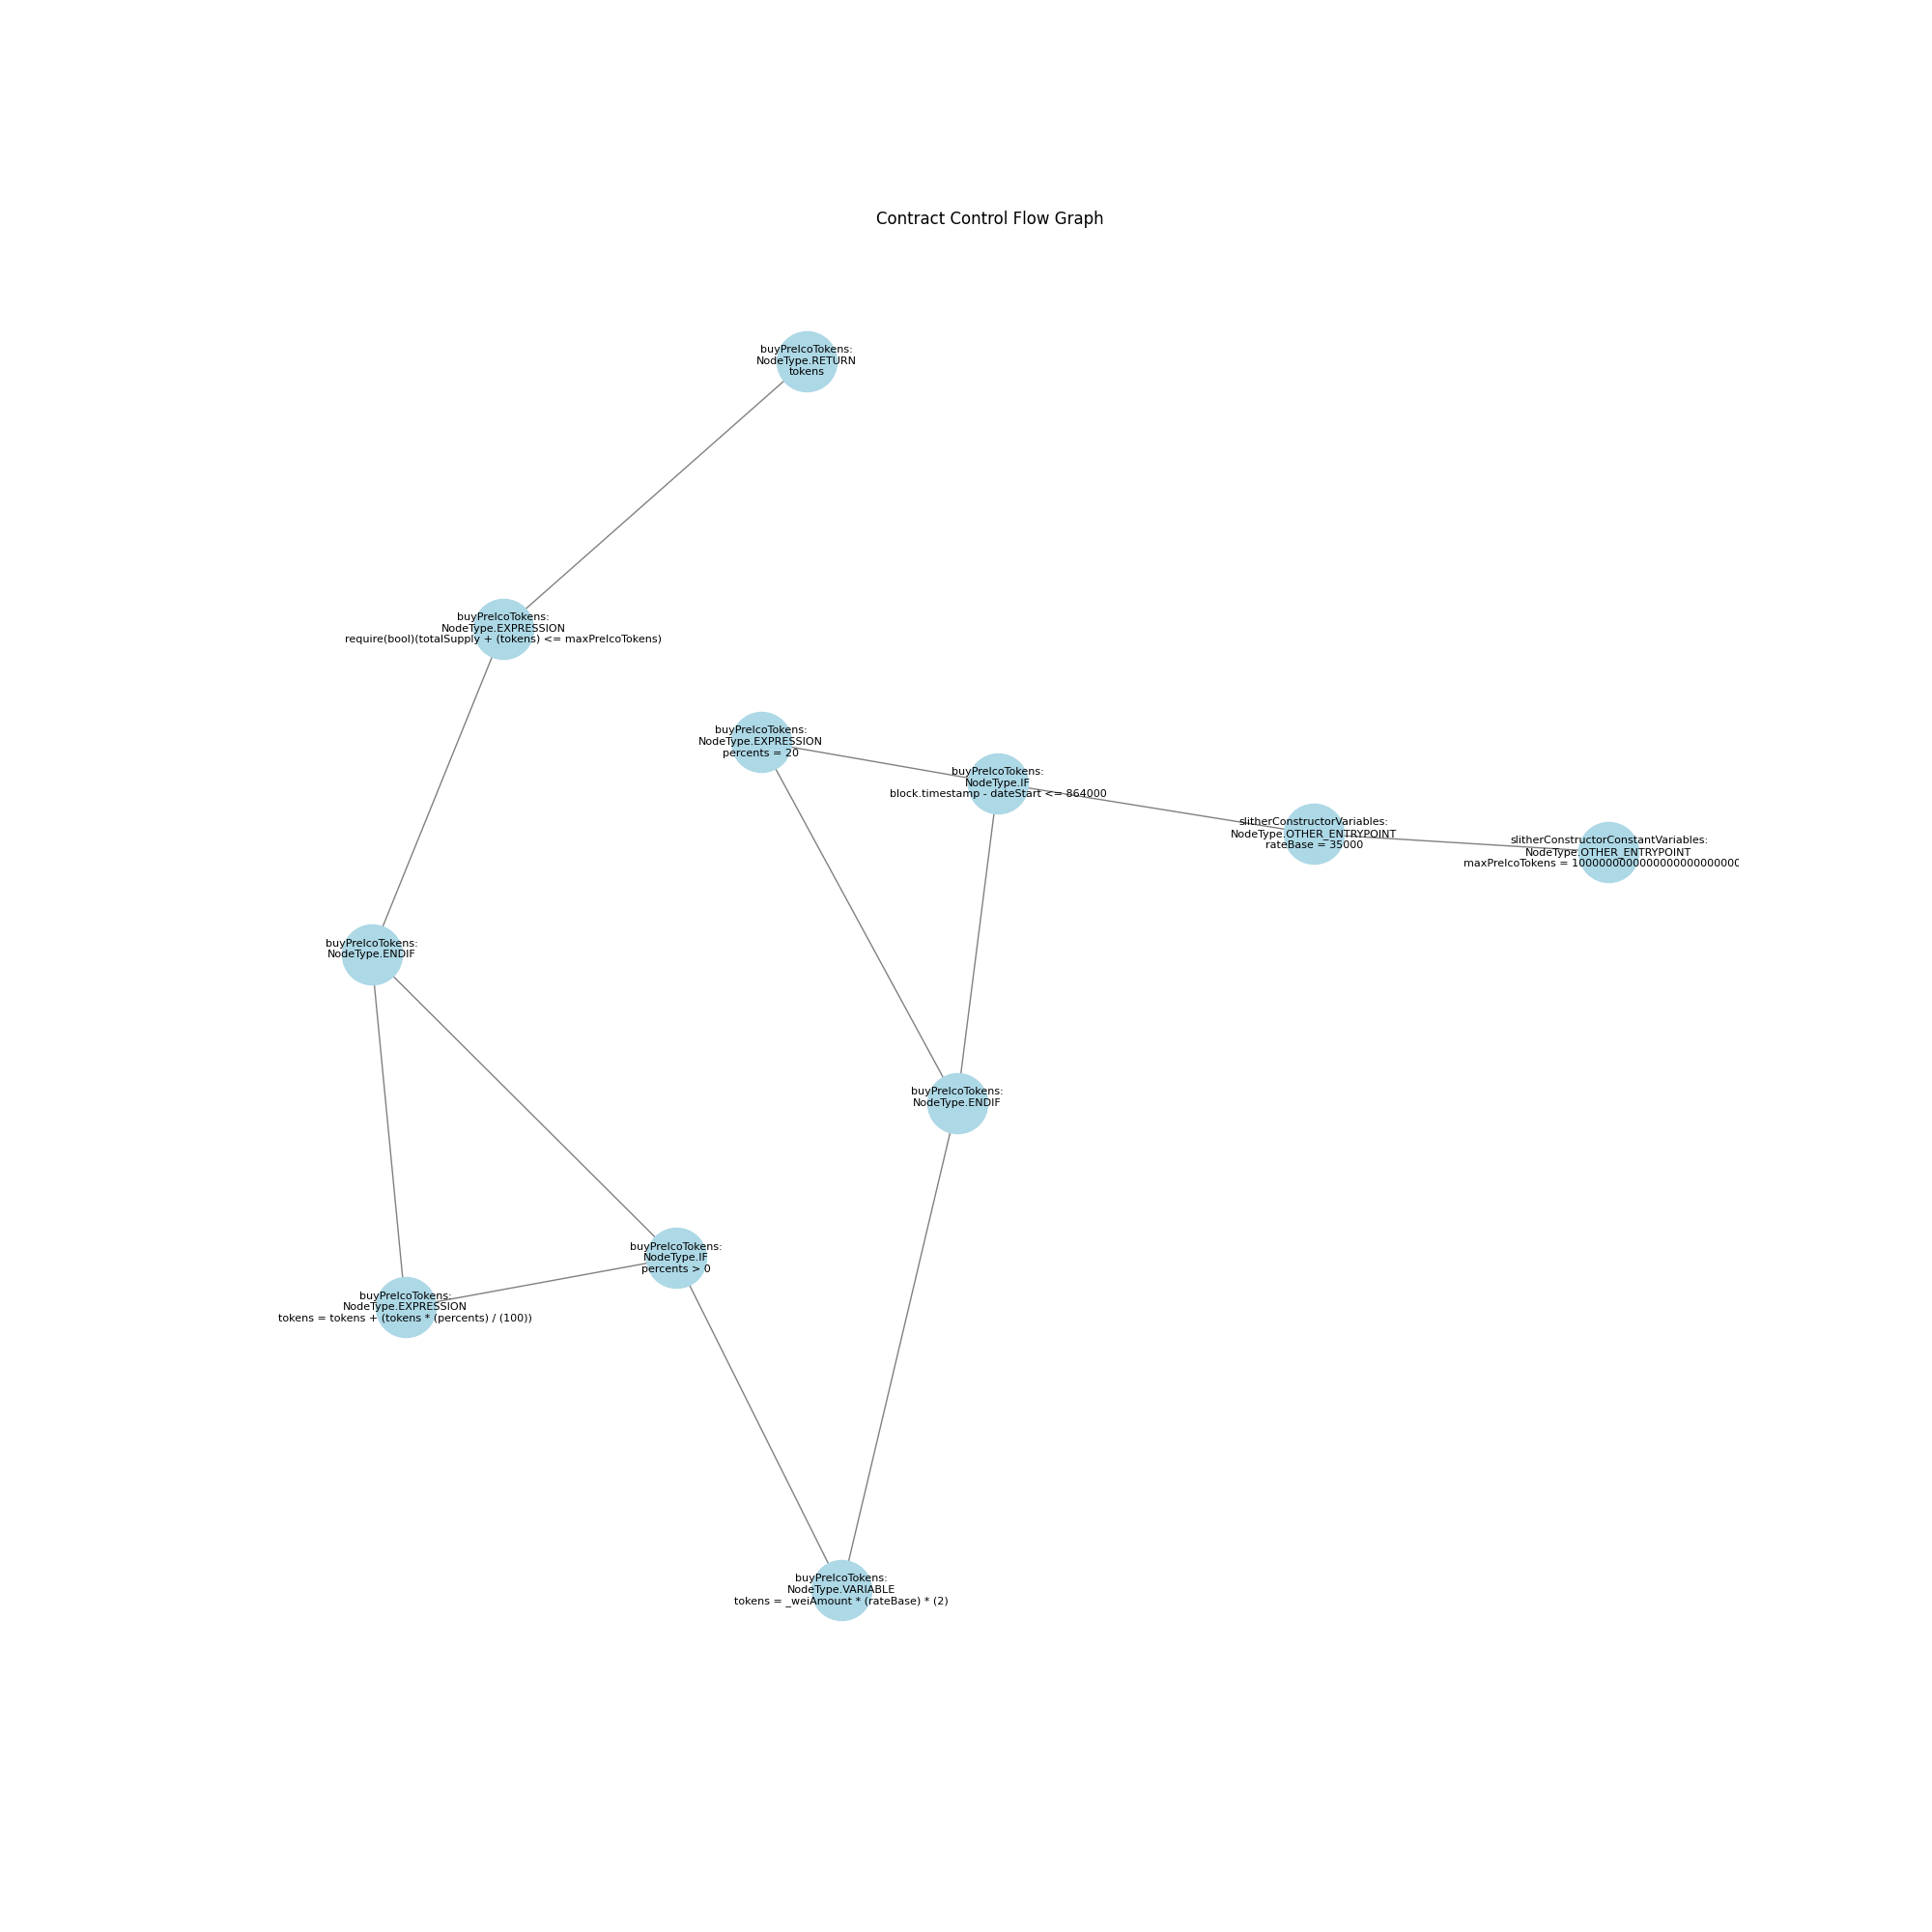 Contract Control Flow Graph
buyPreIcoTokens:
NodeType.RETURN
tokens
buyPreIcoTokens:
NodeType.EXPRESSION
require(bool)(totalSupply + (tokens) <= maxPreIcoTokens)
buyPreIcoTokens:
NodeType.EXPRESSION
percents = 20
buyPreIcoTokens:
NodeType.IF
block.timestamp - dateStart <= 864000
slitherConstructorVariables:
NodeType.OTHER_ENTRYPOINT
rateBase = 35000
slitherConstructorConstantVariables:
NodeType.OTHER_ENTRYPOINT
maxPreIcoTokens =
buyPreIcoTokens:
NodeType.ENDIF
buyPreIcoTokens:
NodeType.ENDIF
buyPreIcoTokens:
NodeType.IF
percents > 0
buyPreIcoTokens:
NodeType.EXPRESSION
tokens = tokens + (tokens * (percents) / (100))
buyPreIcoTokens:
NodeType.VARIABLE
tokens = _weiAmount * (rateBase) * (2)